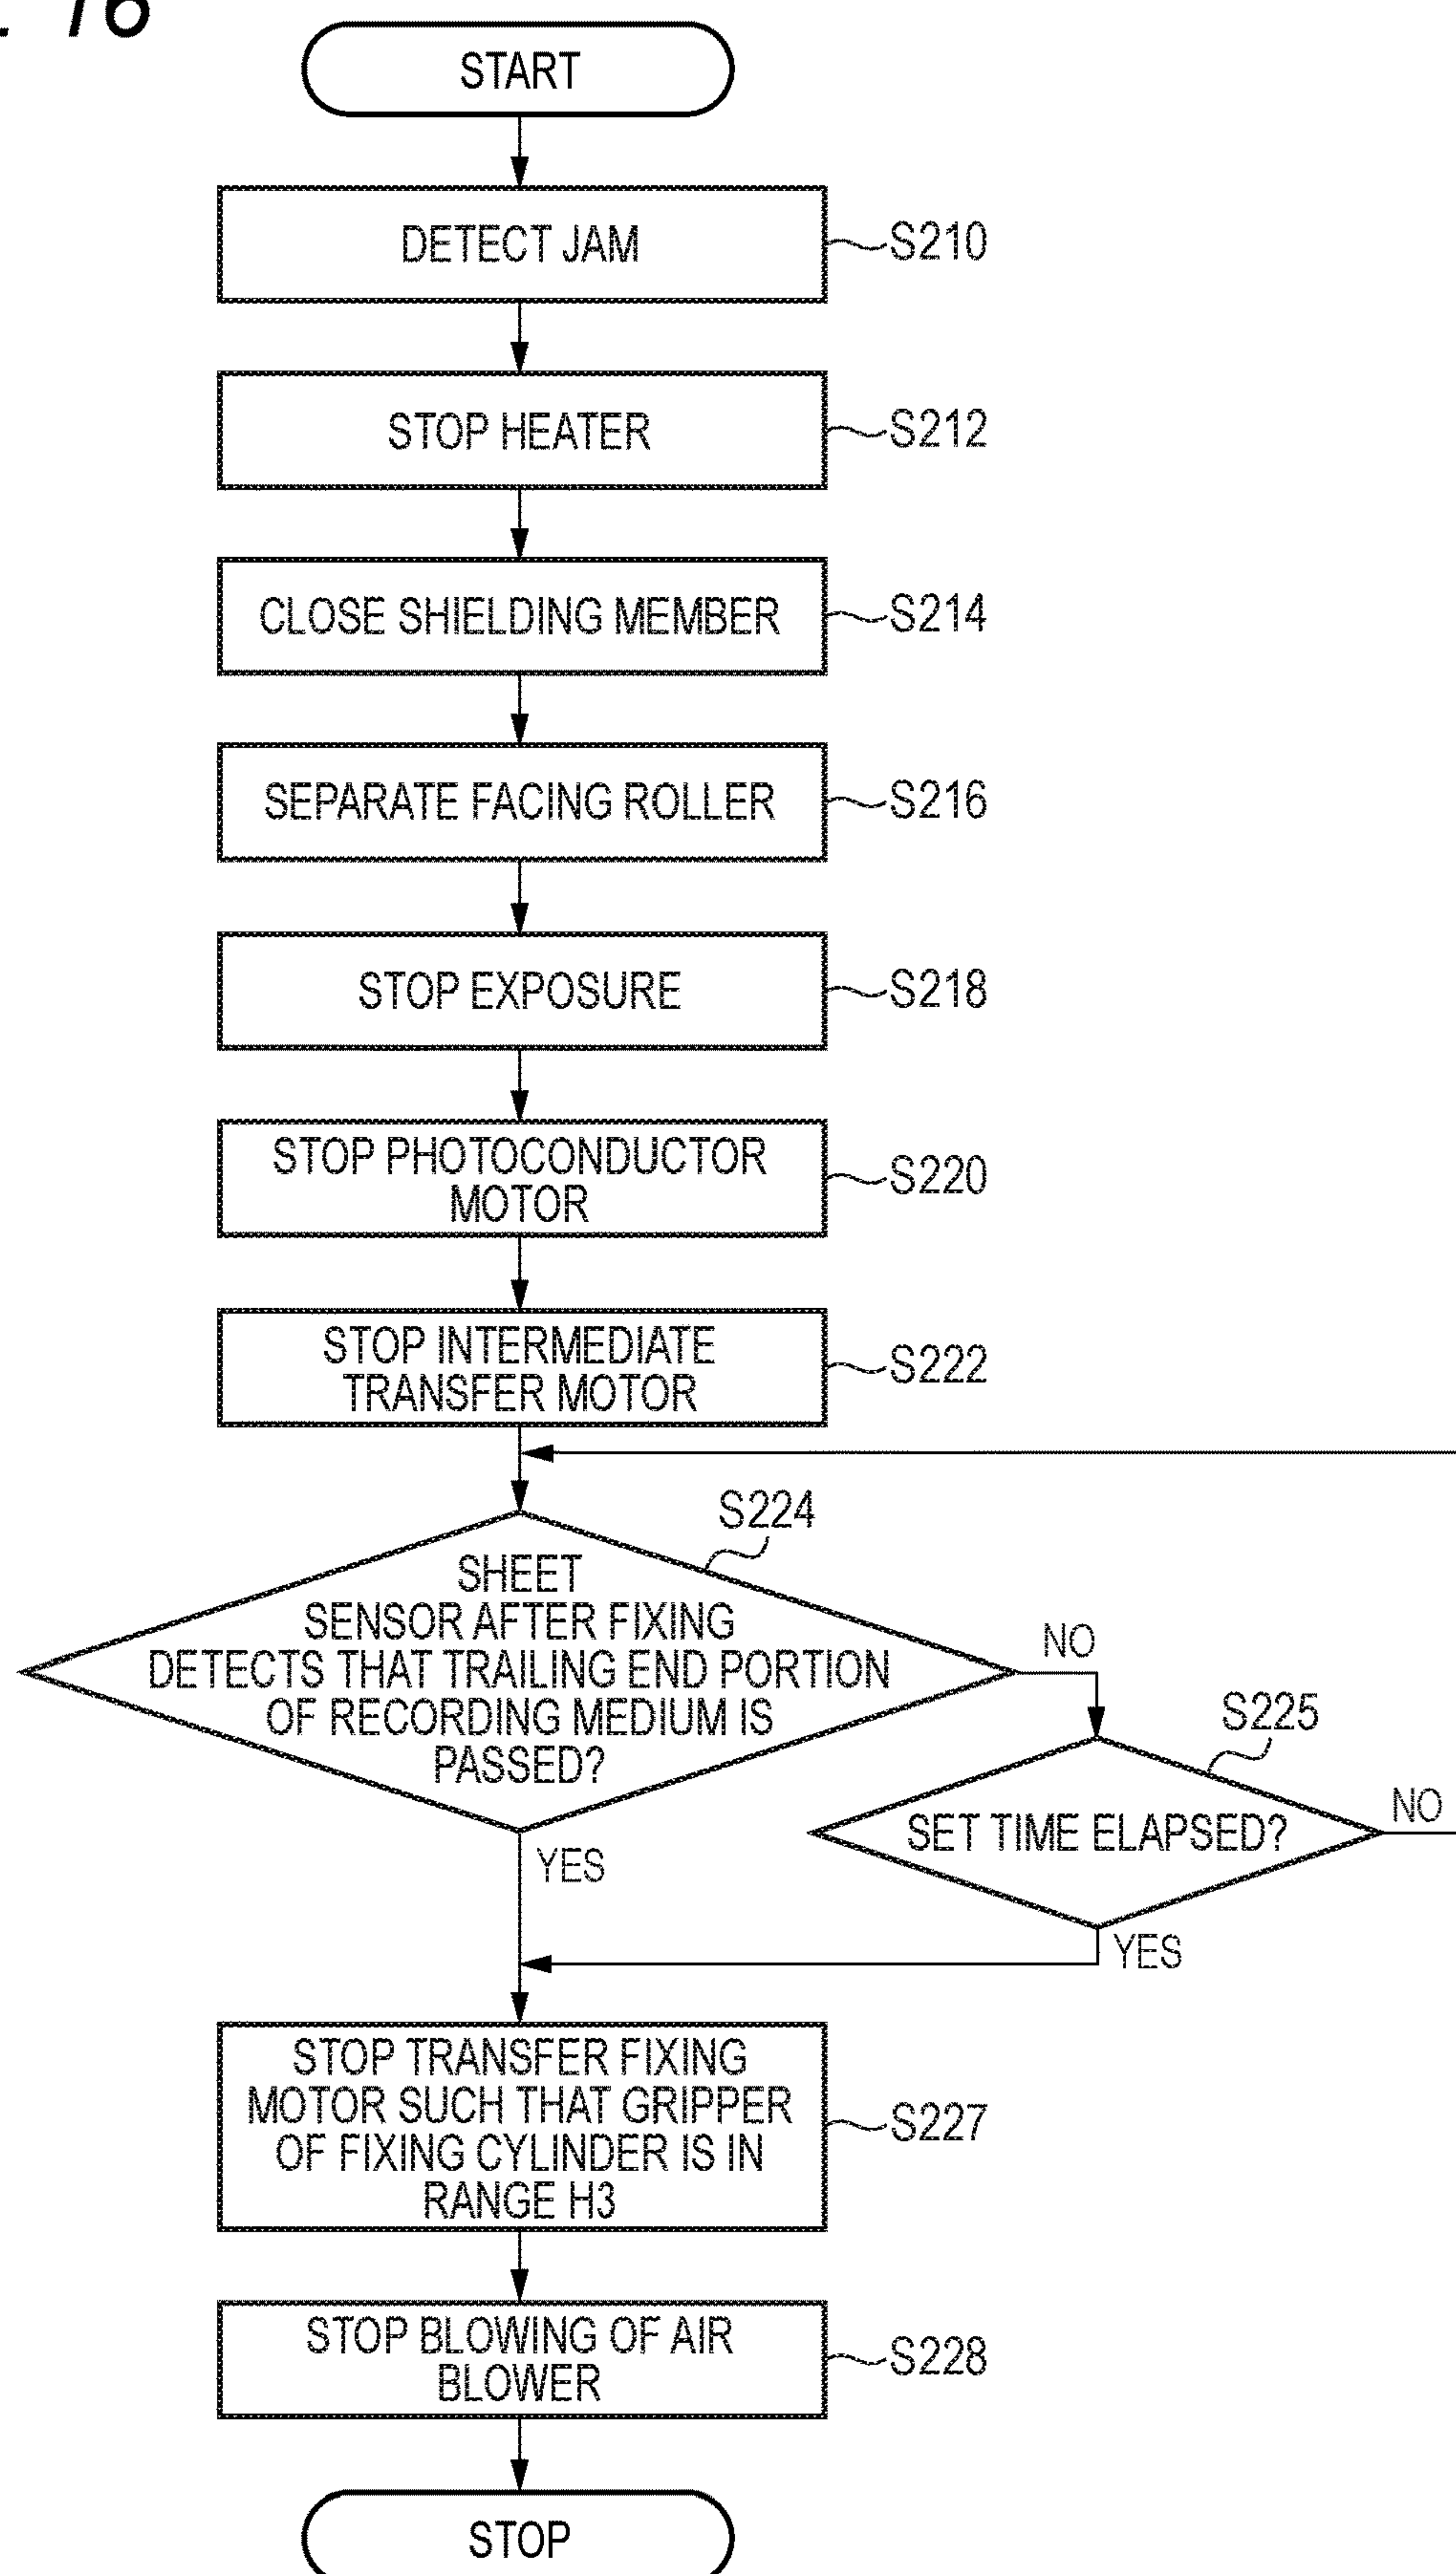 . 16
START
DETECT JAM
S210
STOP HEATER
S212
CLOSE SHIELDING MEMBER
S214
SEPARATE FACING ROLLER
S216
STOP EXPOSURE
S218
STOP PHOTOCONDUCTOR
MOTOR
S220
STOP INTERMEDIATE
TRANSFER MOTOR
S222
S224
SHEET
SENSOR AFTER FIXING
DETECTS THAT TRAILING END PORTION
OF RECORDING MEDIUM IS
PASSED?
NO
S225
SET TIME ELAPSED?
NO
YES
YES
STOP TRANSFER FIXING
MOTOR SUCH THAT GRIPPER
OF FIXING CYLINDER IS IN
RANGE H3
S227
STOP BLOWING OF AIR
BLOWER
S228
STOP